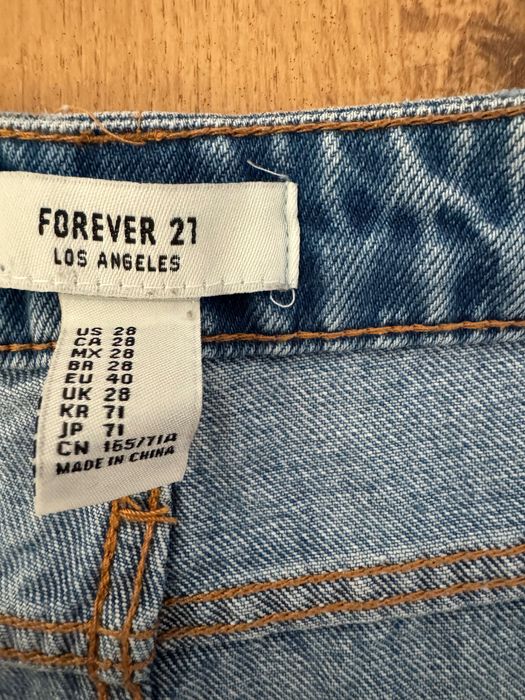 FOREVER 21
LOS ANGELES
US 28
CA 28
MX 28
BR 28
EU 40
UK 28
KR 71
JP 71
CN 165/71A
MADE IN CHINA